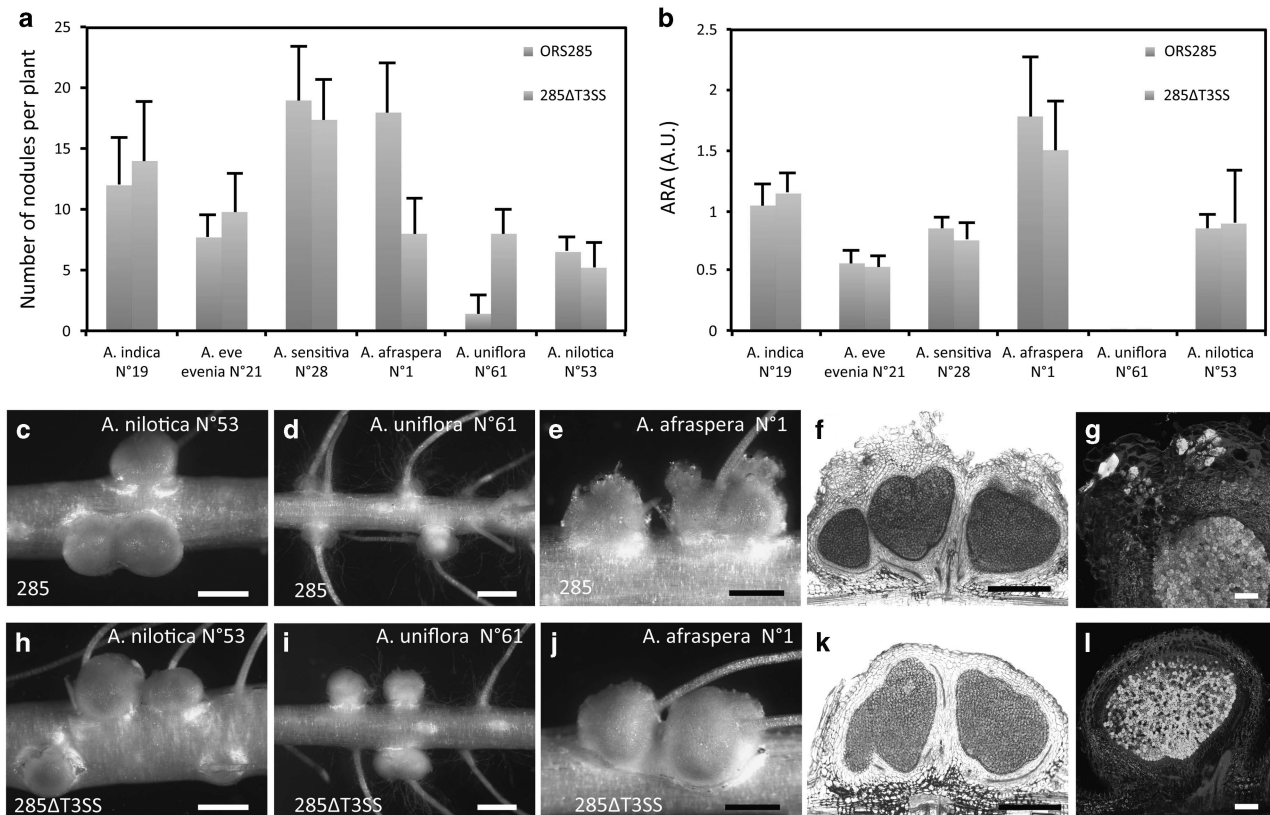 a
Number of nodules per plant
25
20
15
10
5
0
ORS285
285ΔT3SS
A. indica
N°19
A. eve
evenia N°21
A. sensitiva
N°28
A. afraspera
N°1
A. uniflora
N°61
A. nilotica
N°53
b
ARA (A.U.)
2.5
2
1.5
1
0.5
0
ORS285
285ΔT3SS
A. indica
N°19
A. eve
evenia N°21
A. sensitiva
N°28
A. afraspera
N°1
A. uniflora
N°61
A. nilotica
N°53
c
A. nilotica N°53
285
d
A. uniflora N°61
285
e
A. afraspera N°1
285
f
g
h
A. nilotica N°53
285ΔT3SS
i
A. uniflora N°61
285ΔT3SS
j
A. afraspera N°1
285ΔT3SS
k
l